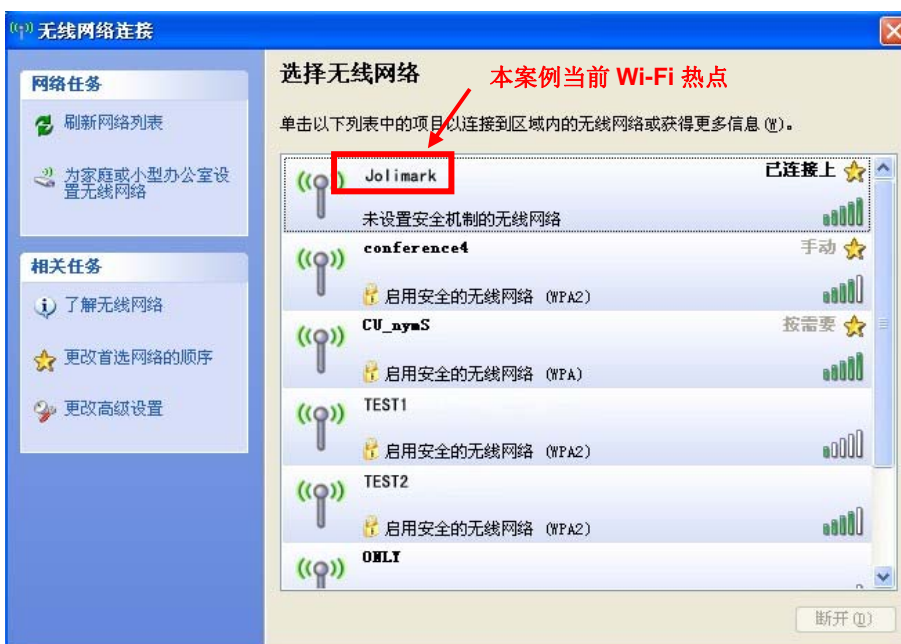 无线网络连接
网络任务
刷新网络列表
为家庭或小型办公室设
置无线网络
相关任务
了解无线网络
更改首选网络的顺序
更改高级设置
选择无线网络
本案例当前 Wi-Fi 热点
单击以下列表中的项目以连接到区域内的无线网络或获得更多信息(W)。
Jolimark
已连接上
未设置安全机制的无线网络
conference4
手动
启用安全的无线网络 (WPA2)
CU_nymS
按需要
启用安全的无线网络 (WPA)
TEST1
启用安全的无线网络 (WPA2)
TEST2
启用安全的无线网络 (WPA2)
ONLY
断开(D)